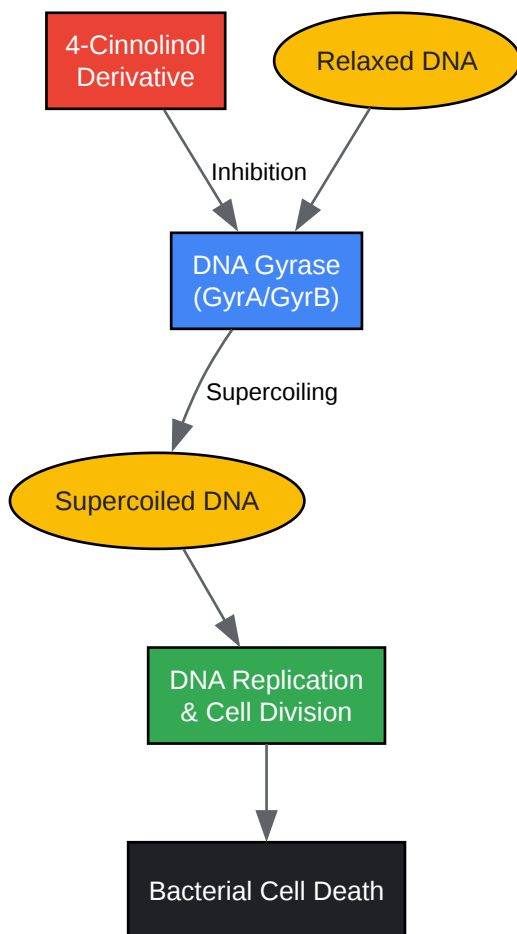 4-Cinnolinol
Derivative
Relaxed DNA
Inhibition
DNA Gyrase
(GyrA/GyrB)
Supercoiling
Supercoiled DNA
DNA Replication
& Cell Division
Bacterial Cell Death